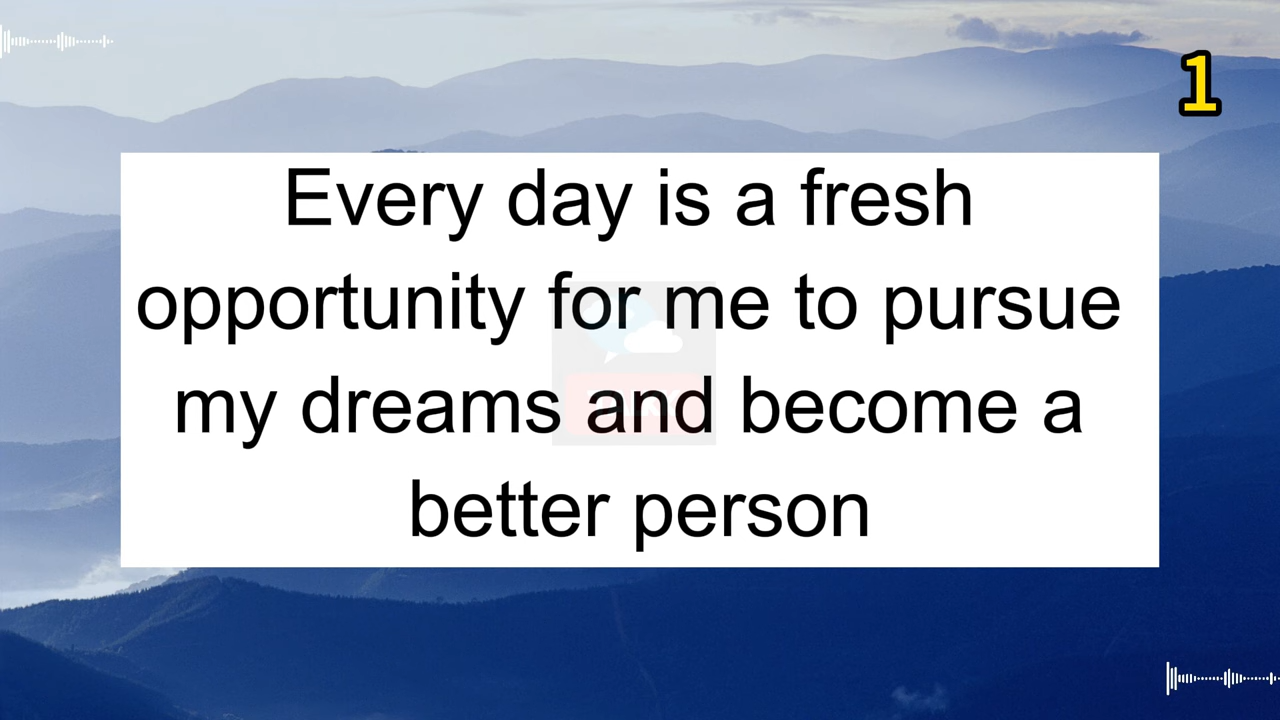 1
Every day is a fresh
opportunity for me to pursue
my dreams and become a
better person